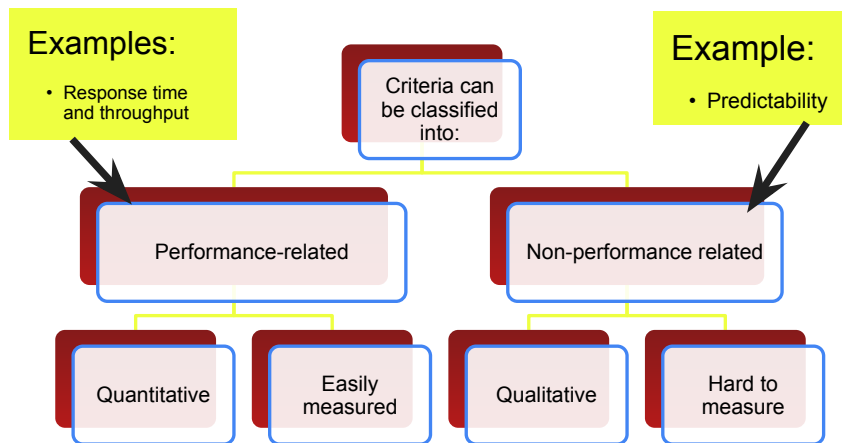 Examples:
• Response time
and throughput
Example:
• Predictability
Criteria can
be classified
into:
Performance-related
Non-performance related
Quantitative
Easily
measured
Qualitative
Hard to
measure